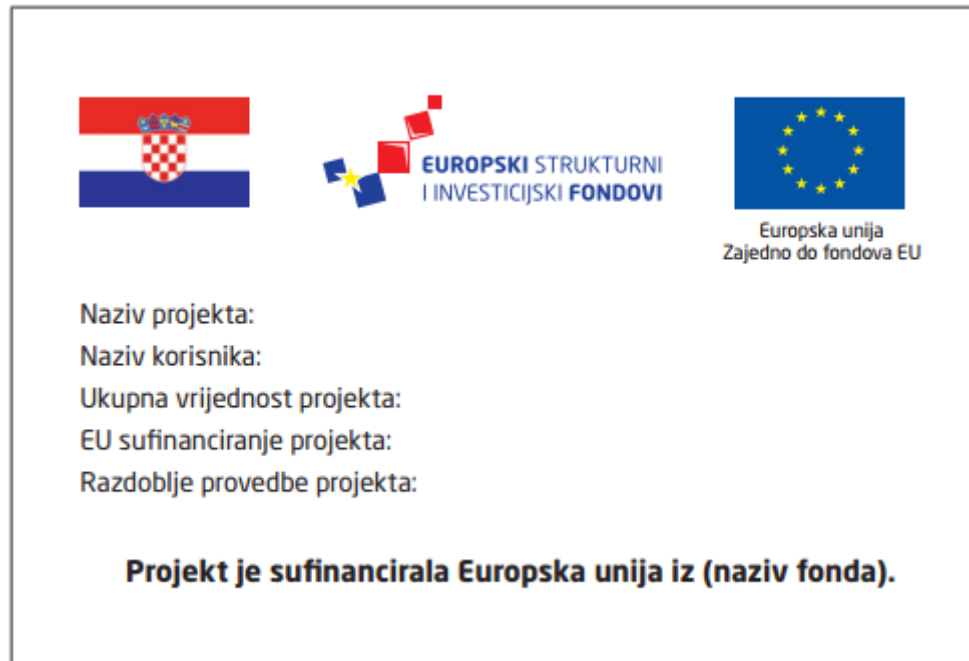 EUROPSKI STRUKTURNI
I INVESTICIJSKI FONDOVI
Europska unija
Zajedno do fondova EU
Naziv projekta:
Naziv korisnika:
Ukupna vrijednost projekta:
EU sufinanciranje projekta:
Razdoblje provedbe projekta:
Projekt je sufinancirala Europska unija iz (naziv fonda).